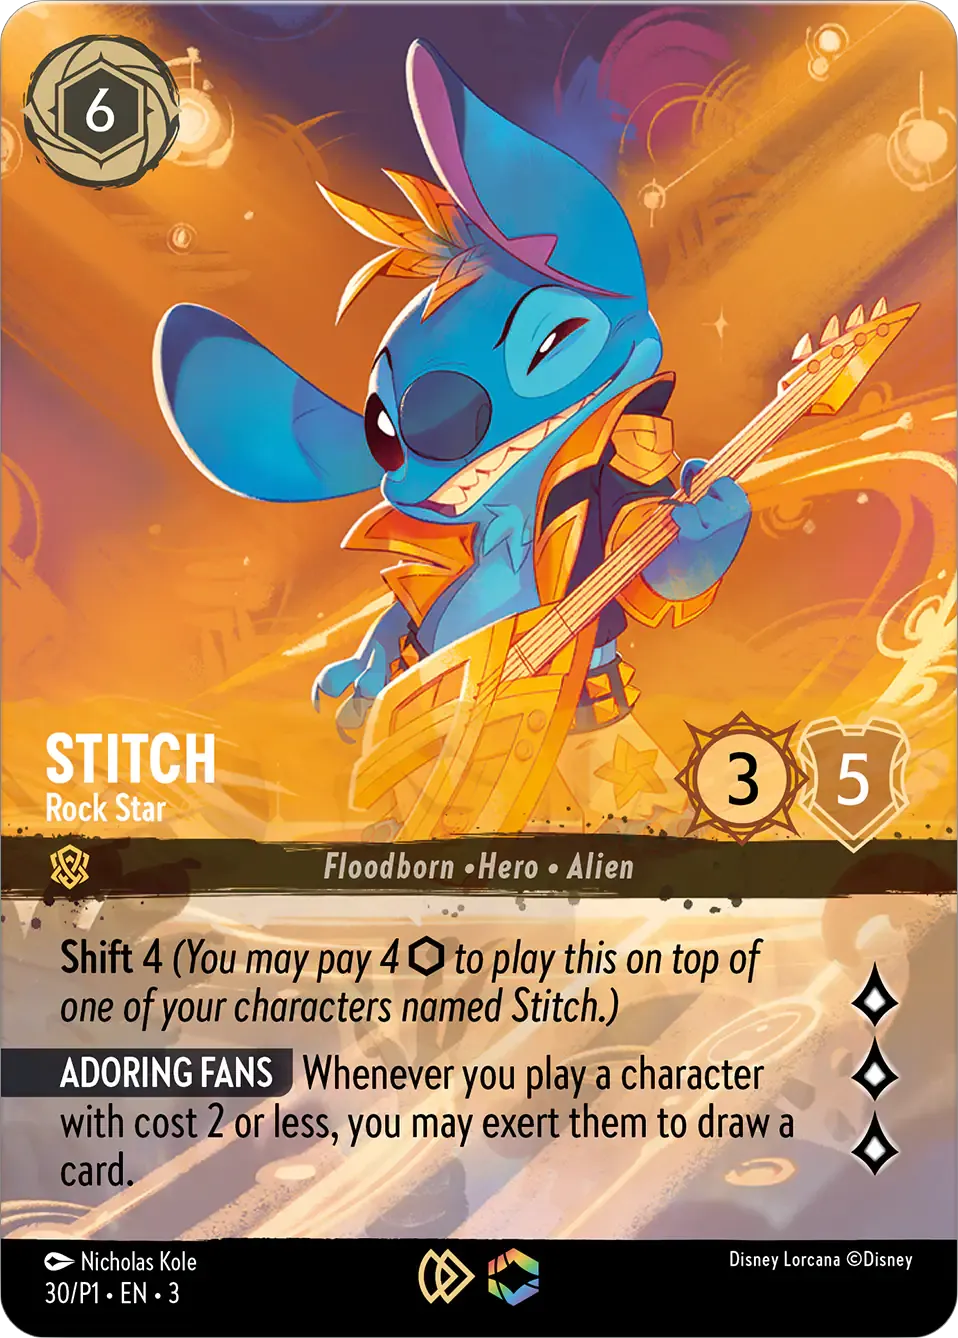 6
STITCH
Rock Star
3
5
Floodborn • Hero • Alien
Shift 4 (You may pay 4 ⬡ to play this on top of
one of your characters named Stitch.)
ADORING FANS Whenever you play a character
with cost 2 or less, you may exert them to draw a
card.
Nicholas Kole
30/P1 • EN • 3
Disney Lorcana ©Disney